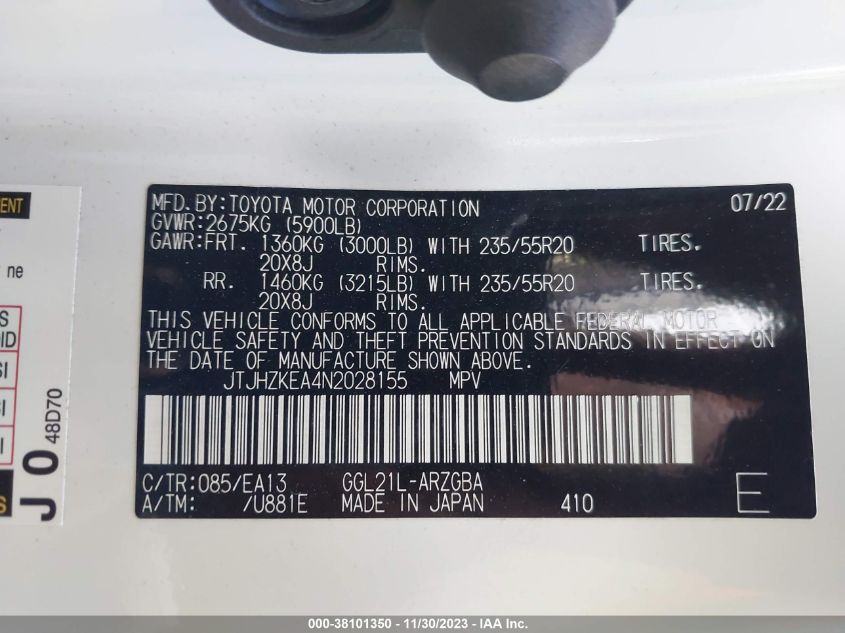 MFD. BY: TOYOTA MOTOR CORPORATION 07/22
GVWR: 2675KG (5900LB)
GAWR: FRT. 1360KG (3000LB) WITH 235/55R20 TIRES.
20X8J RIMS.
RR. 1460KG (3215LB) WITH 235/55R20 TIRES.
20X8J RIMS.
THIS VEHICLE CONFORMS TO ALL APPLICABLE FEDERAL MOTOR
VEHICLE SAFETY AND THEFT PREVENTION STANDARDS IN EFFECT ON
THE DATE OF MANUFACTURE SHOWN ABOVE.
JTJHZKEA4N2028155 MPV
C/TR: 085/EA13 GGL21L-ARZGBA
A/TM: /U881E MADE IN JAPAN 410 E
ne
J 0 48D70
000-38101350 - 11/30/2023 - IAA Inc.